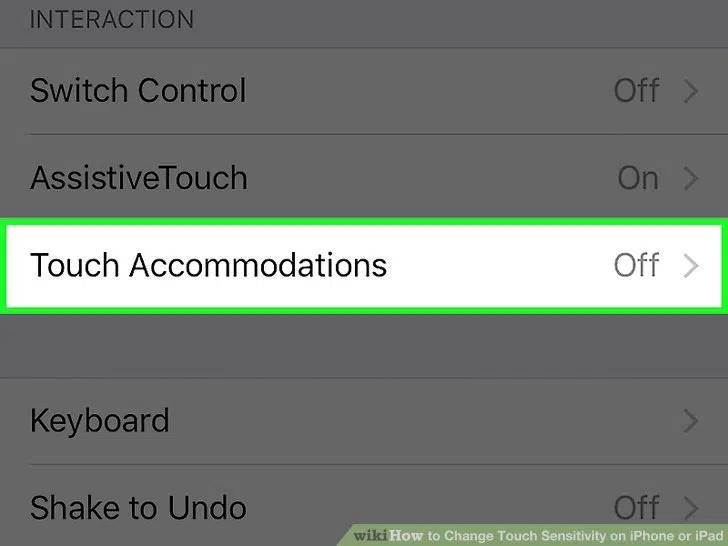 INTERACTION
Switch Control Off
AssistiveTouch On
Touch Accommodations Off
Keyboard
Shake to Undo Off
wikiHow to Change Touch Sensitivity on iPhone or iPad